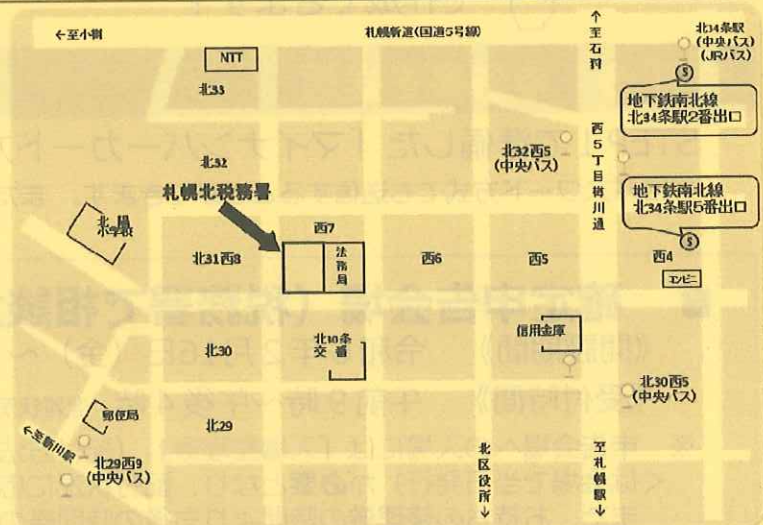 ←至小樽
札幌新道(国道5号線)
↑至石狩
北34条駅
(中央バス)
(JRバス)
NTT
北33
地下鉄南北線
北34条駅2番出口
北32
北32西5
(中央バス)
西5丁目樽川通
札幌北税務署
地下鉄南北線
北34条駅5番出口
北陽
小学校
西7
北31西8
法務局
西6
西5
西4
コンビニ
北30
北10条
交番
信用金庫
北30西5
(中央バス)
郵便局
北29
←至新川駅
北29西9
(中央バス)
北区役所↓
至札幌駅↓